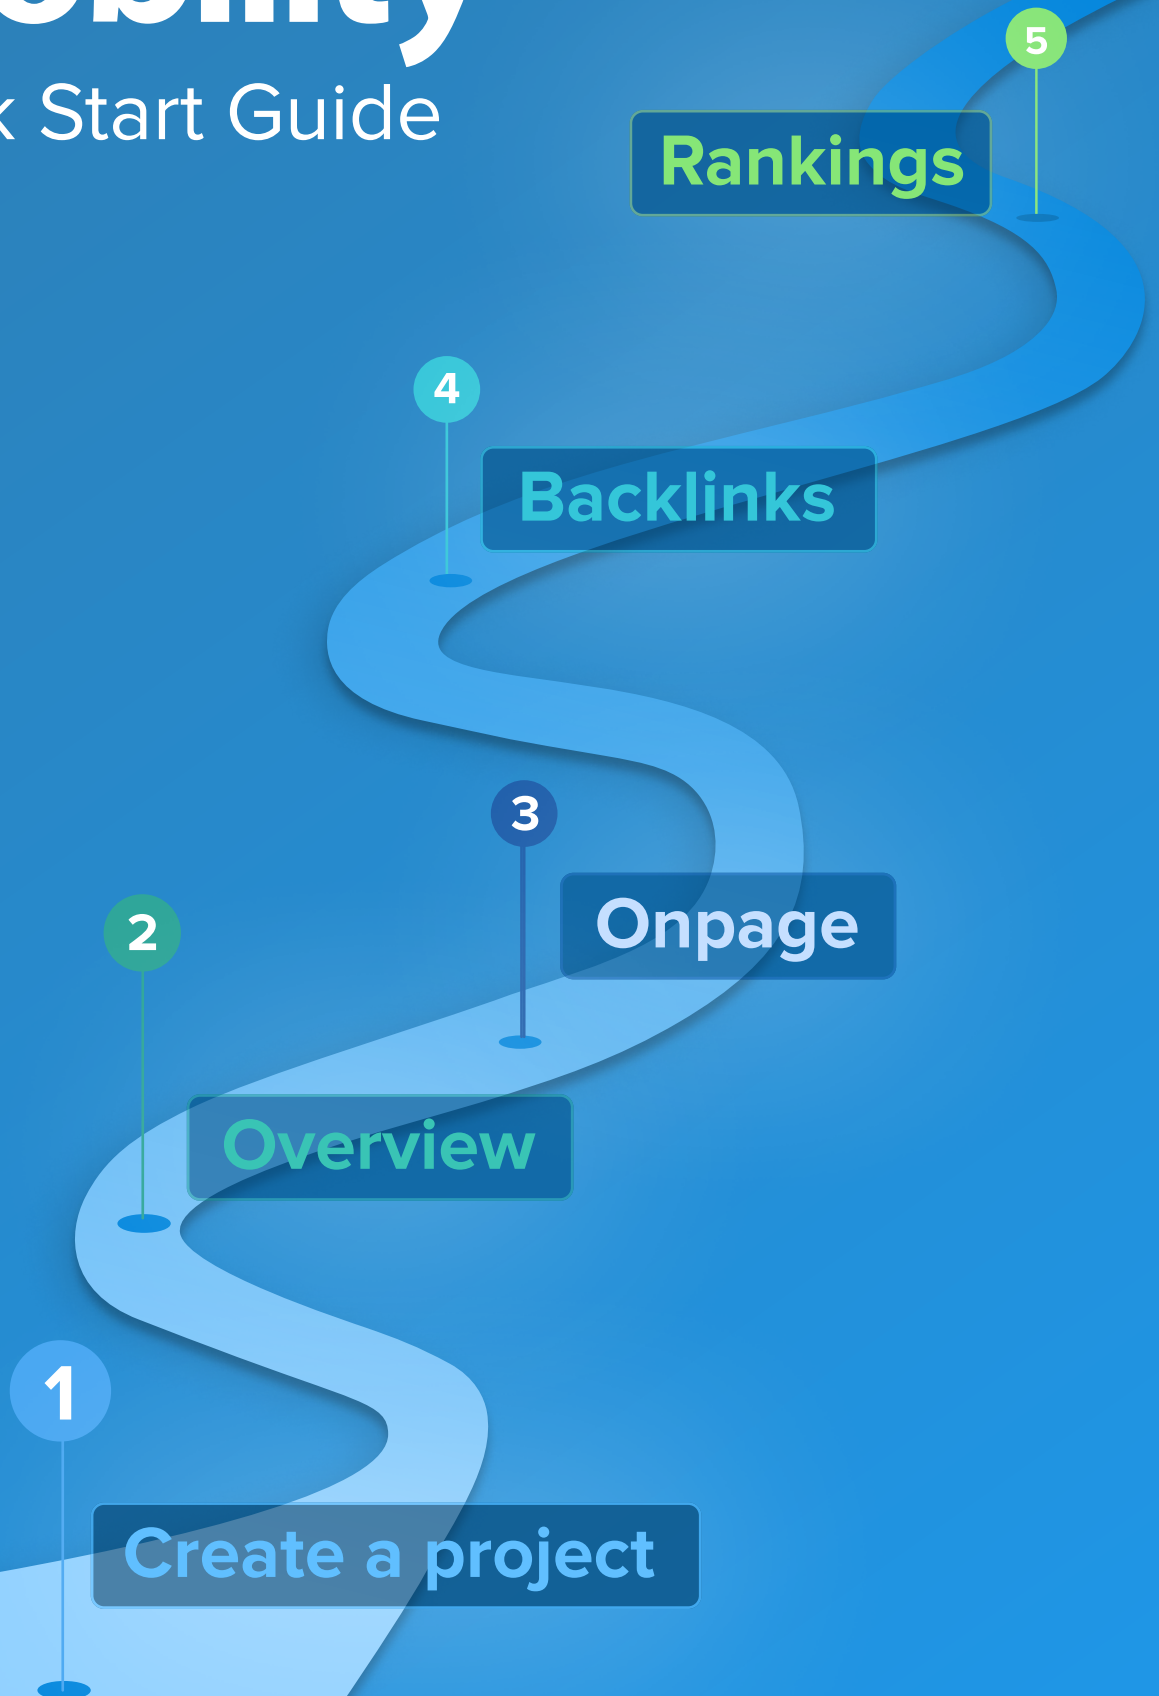 Start Guide
5
Rankings
4
Backlinks
3
Onpage
2
Overview
1
Create a project